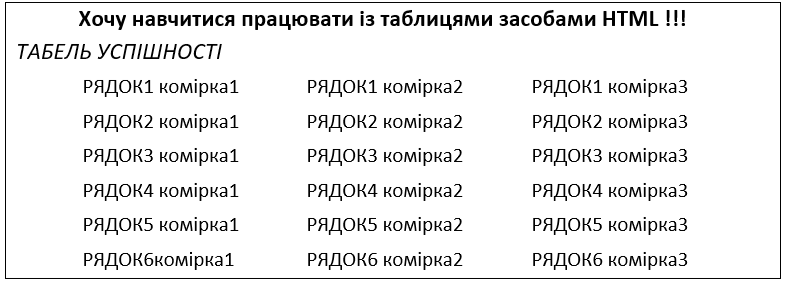 Хочу навчитися працювати із таблицями засобами HTML !!!
ТАБЕЛЬ УСПІШНОСТІ
РЯДОК1 комірка1 РЯДОК1 комірка2 РЯДОК1 комірка3
РЯДОК2 комірка1 РЯДОК2 комірка2 РЯДОК2 комірка3
РЯДОК3 комірка1 РЯДОК3 комірка2 РЯДОК3 комірка3
РЯДОК4 комірка1 РЯДОК4 комірка2 РЯДОК4 комірка3
РЯДОК5 комірка1 РЯДОК5 комірка2 РЯДОК5 комірка3
РЯДОК6комірка1 РЯДОК6 комірка2 РЯДОК6 комірка3